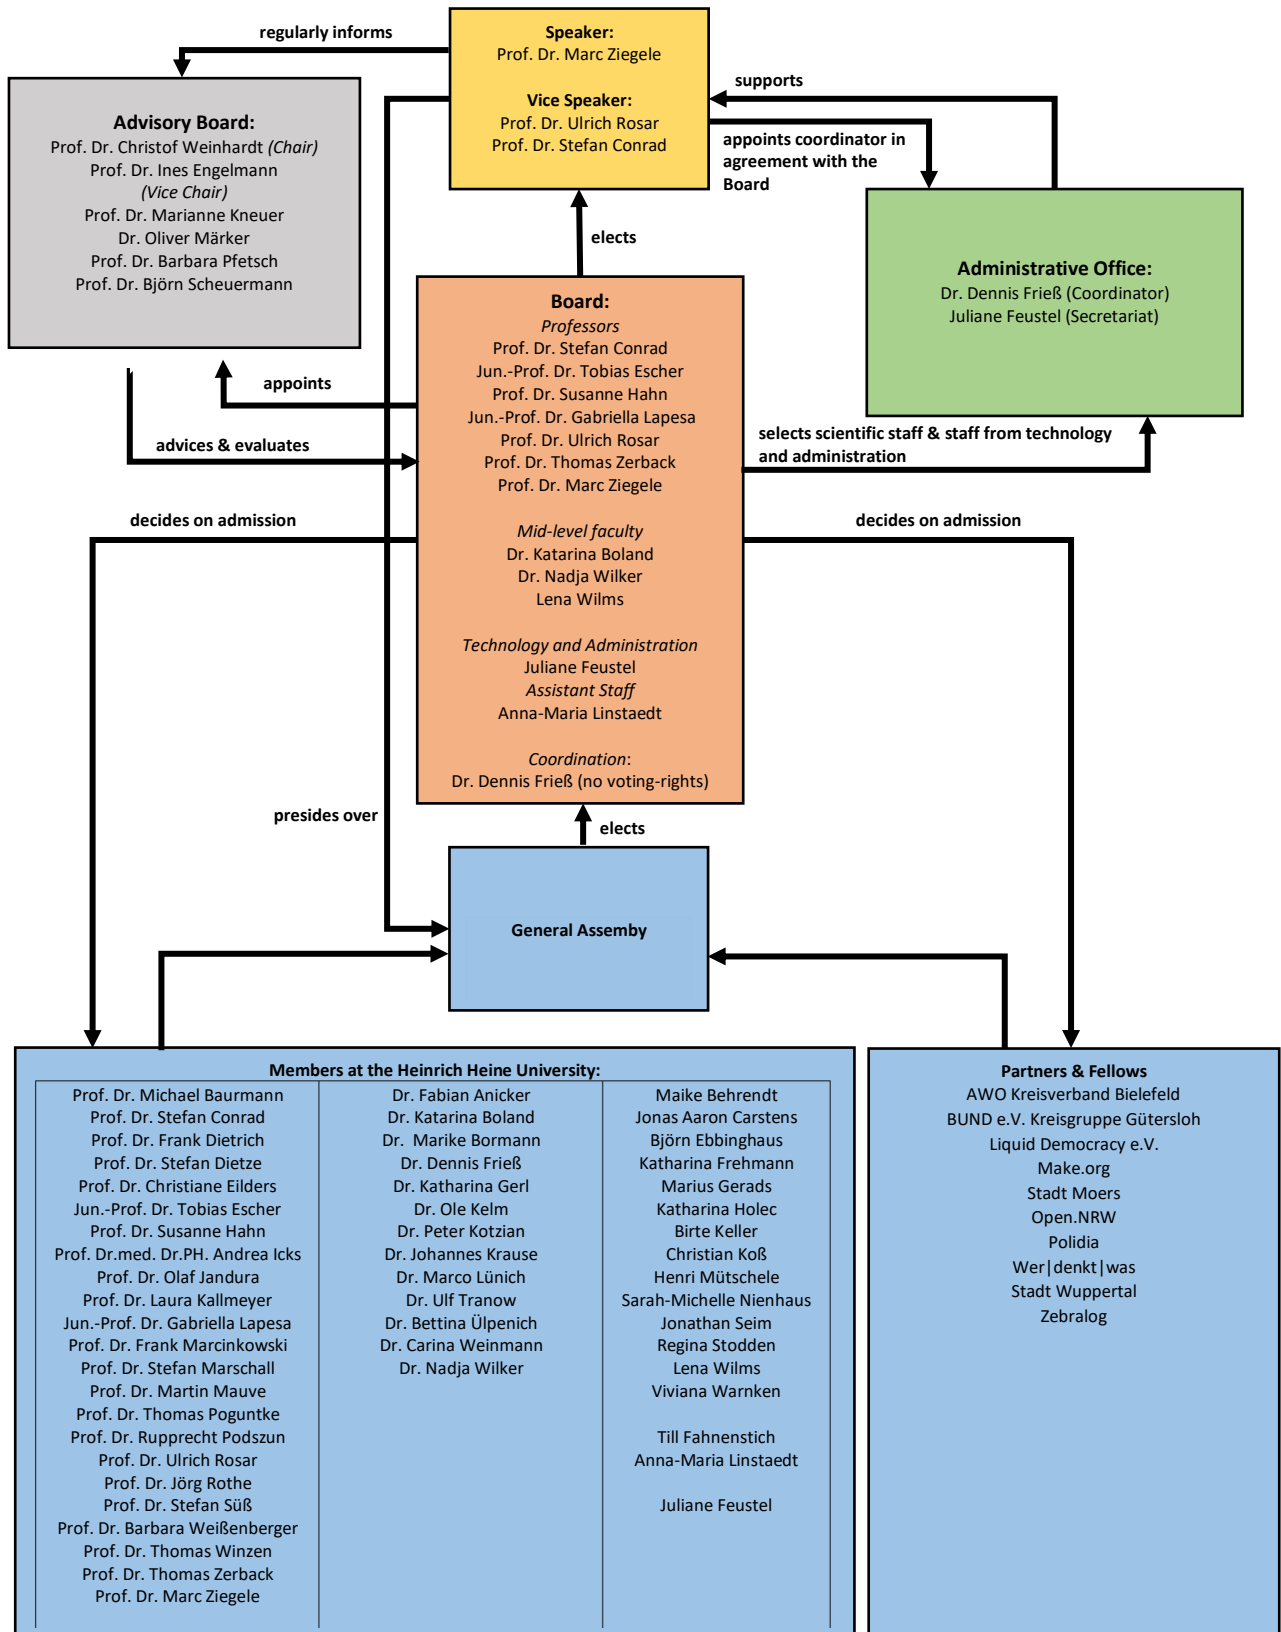 regularly informs
Speaker:
Prof. Dr. Marc Ziegele
Vice Speaker:
Prof. Dr. Ulrich Rosar
Prof. Dr. Stefan Conrad
supports
appoints coordinator in
agreement with the
Board
Advisory Board:
Prof. Dr. Christof Weinhardt (Chair)
Prof. Dr. Ines Engelmann
(Vice Chair)
Prof. Dr. Marianne Kneuer
Dr. Oliver Märker
Prof. Dr. Barbara Pfetsch
Prof. Dr. Björn Scheuermann
elects
Administrative Office:
Dr. Dennis Frieß (Coordinator)
Juliane Feustel (Secretariat)
appoints
advices & evaluates
Board:
Professors
Prof. Dr. Stefan Conrad
Jun.-Prof. Dr. Tobias Escher
Prof. Dr. Susanne Hahn
Jun.-Prof. Dr. Gabriella Lapesa
Prof. Dr. Ulrich Rosar
Prof. Dr. Thomas Zerback
Prof. Dr. Marc Ziegele
Mid-level faculty
Dr. Katarina Boland
Dr. Nadja Wilker
Lena Wilms
Technology and Administration
Juliane Feustel
Assistant Staff
Anna-Maria Linstaedt
Coordination:
Dr. Dennis Frieß (no voting-rights)
selects scientific staff & staff from technology
and administration
decides on admission
decides on admission
presides over
elects
General Assemby
Members at the Heinrich Heine University:
Prof. Dr. Michael Baurmann
Prof. Dr. Stefan Conrad
Prof. Dr. Frank Dietrich
Prof. Dr. Stefan Dietze
Prof. Dr. Christiane Eilders
Jun.-Prof. Dr. Tobias Escher
Prof. Dr. Susanne Hahn
Prof. Dr.med. Dr.PH. Andrea Icks
Prof. Dr. Olaf Jandura
Prof. Dr. Laura Kallmeyer
Jun.-Prof. Dr. Gabriella Lapesa
Prof. Dr. Frank Marcinkowski
Prof. Dr. Stefan Marschall
Prof. Dr. Martin Mauve
Prof. Dr. Thomas Poguntke
Prof. Dr. Rupprecht Podszun
Prof. Dr. Ulrich Rosar
Prof. Dr. Jörg Rothe
Prof. Dr. Stefan Süß
Prof. Dr. Barbara Weißenberger
Prof. Dr. Thomas Winzen
Prof. Dr. Thomas Zerback
Prof. Dr. Marc Ziegele
Dr. Fabian Anicker
Dr. Katarina Boland
Dr. Marike Bormann
Dr. Dennis Frieß
Dr. Katharina Gerl
Dr. Ole Kelm
Dr. Peter Kotzian
Dr. Johannes Krause
Dr. Marco Lünich
Dr. Ulf Tranow
Dr. Bettina Ülpenich
Dr. Carina Weinmann
Dr. Nadja Wilker
Maike Behrendt
Jonas Aaron Carstens
Björn Ebbinghaus
Katharina Frehmann
Marius Gerads
Katharina Holec
Birte Keller
Christian Koß
Henri Mütschele
Sarah-Michelle Nienhaus
Jonathan Seim
Regina Stodden
Lena Wilms
Viviana Warnken
Till Fahnenstich
Anna-Maria Linstaedt
Juliane Feustel
Partners & Fellows
AWO Kreisverband Bielefeld
BUND e.V. Kreisgruppe Gütersloh
Liquid Democracy e.V.
Make.org
Stadt Moers
Open.NRW
Polidia
Wer|denkt|was
Stadt Wuppertal
Zebralog